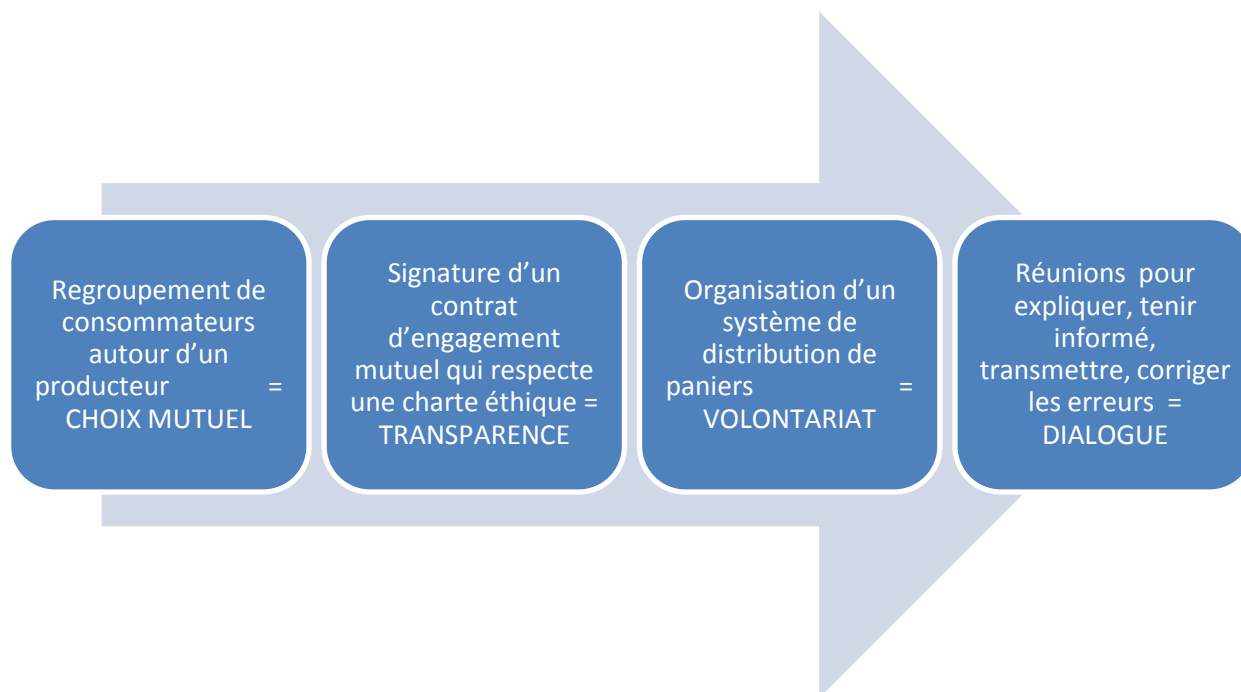 Regroupement de
consommateurs
autour d'un
producteur =
CHOIX MUTUEL
Signature d'un
contrat
d'engagement
mutuel qui respecte
une charte éthique =
TRANSPARENCE
Organisation d'un
système de
distribution de
paniers =
VOLONTARIAT
Réunions pour
expliquer, tenir
informé,
transmettre, corriger
les erreurs =
DIALOGUE